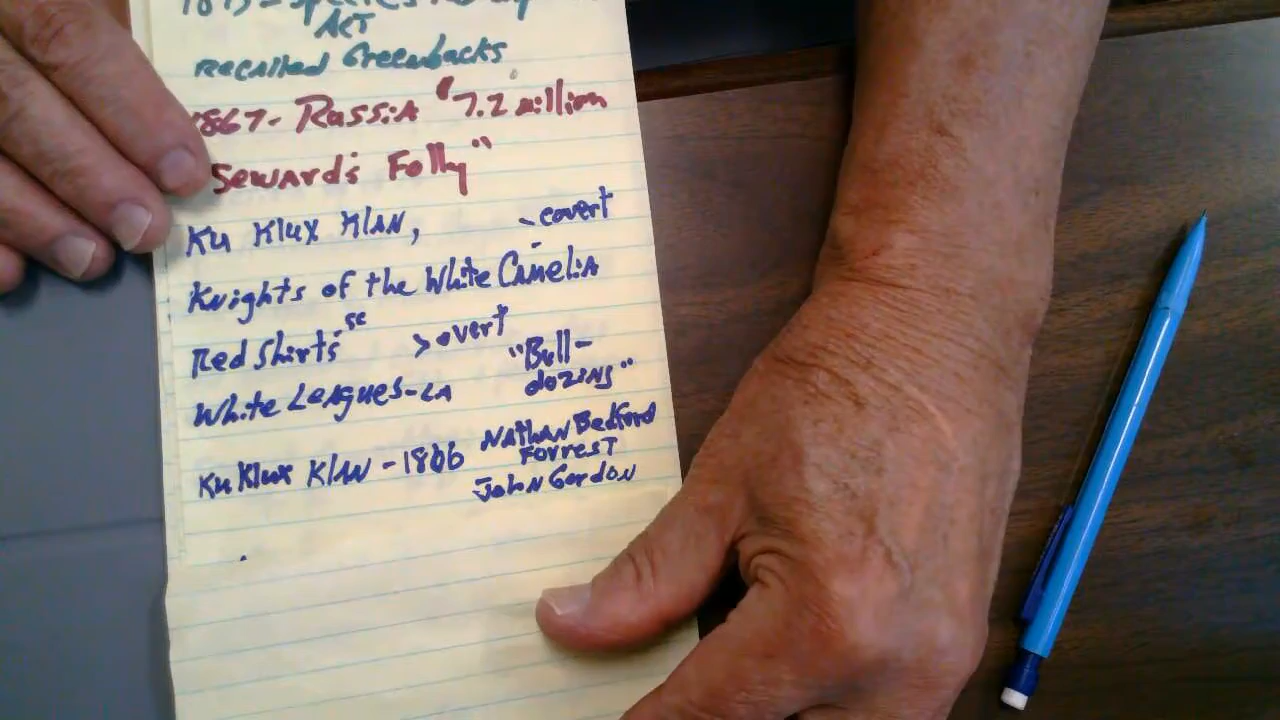 ACT
recalled Greenbacks
1867- Russia "7.2 million
Seward's Folly"
Ku Klux Klan, - covert
Knights of the White Camelia
Red Shirts SC > overt
"Bull-
dozing"
White Leagues-LA
Nathan Bedford
Forrest
Ku Klux Klan - 1866
John Gordon